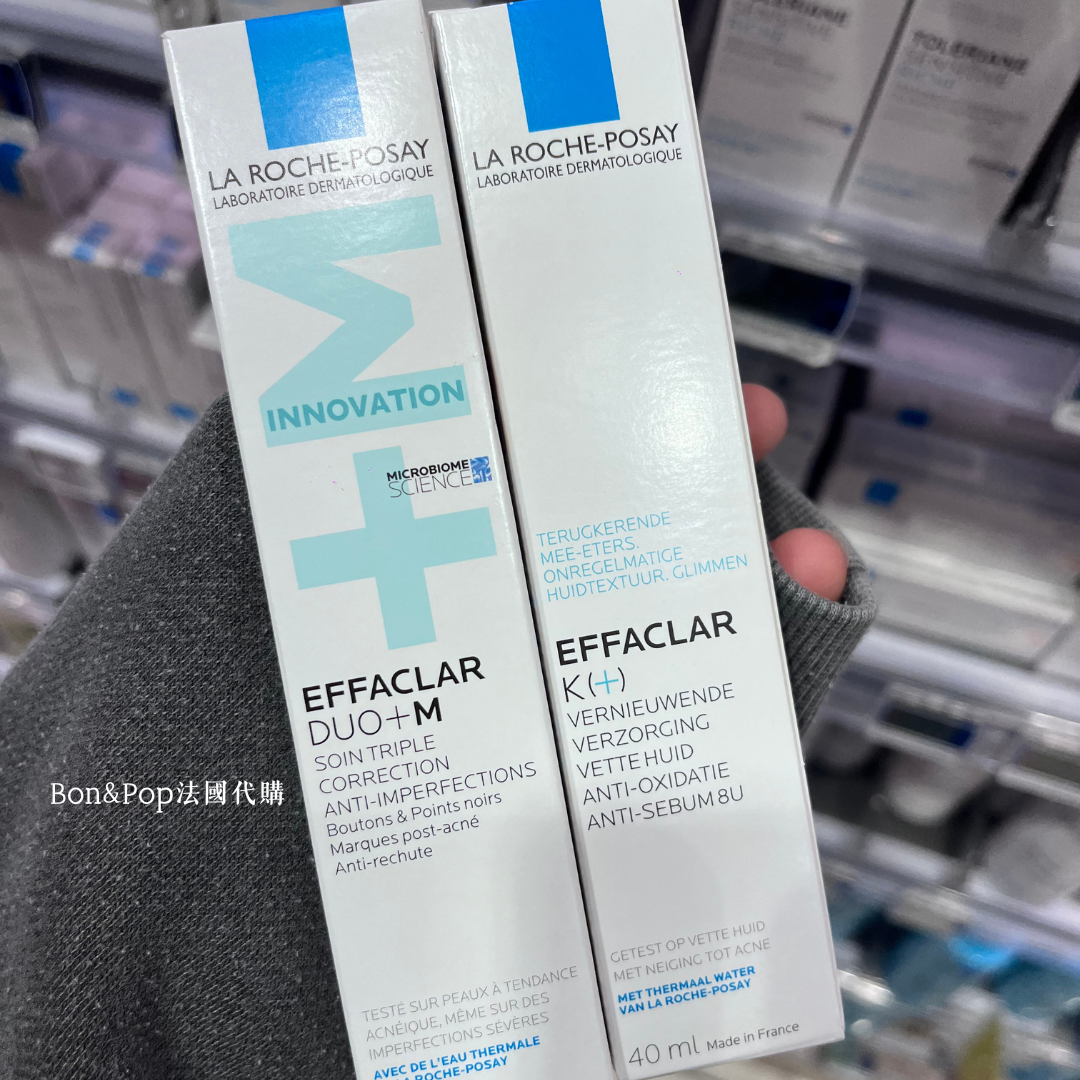 LA ROCHE-POSAY
LABORATOIRE DERMATOLOGIQUE
+M
INNOVATION
MICROBIOME
SCIENCE
EFFACLAR
DUO+M
SOIN TRIPLE
CORRECTION
ANTI-IMPERFECTIONS
Boutons & Points noirs
Marques post-acné
Anti-rechute
TESTÉ SUR PEAUX À TENDANCE
ACNÉIQUE, MÊME SUR DES
IMPERFECTIONS SÉVÈRES
AVEC DE L'EAU THERMALE
LA ROCHE-POSAY
LA ROCHE-POSAY
LABORATOIRE DERMATOLOGIQUE
TERUGKERENDE
MEE-ETERS.
ONREGELMATIGE
HUIDTEXTUUR. GLIMMEN
EFFACLAR
K(+)
VERNIEUWENDE
VERZORGING
VETTE HUID
ANTI-OXIDATIE
ANTI-SEBUM 8U
GETEST OP VETTE HUID
MET NEIGING TOT ACNE
MET THERMAAL WATER
VAN LA ROCHE-POSAY
40 ml Made in France
TOLERIANE
TOLERIANE
Bon&Pop法國代購